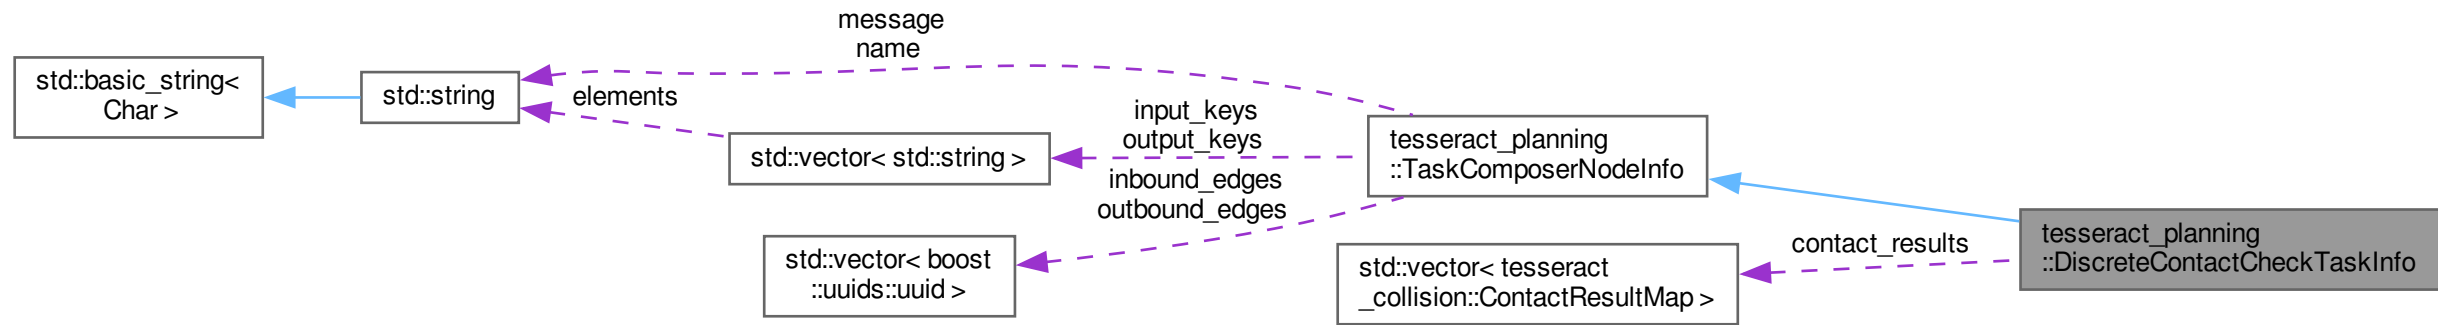 message
name
std::basic_string<
Char >
std::string
elements
input_keys
output_keys
std::vector< std::string >
tesseract_planning
::TaskComposerNodeInfo
inbound_edges
outbound_edges
std::vector< boost
::uuids::uuid >
contact_results
std::vector< tesseract
_collision::ContactResultMap >
tesseract_planning
::DiscreteContactCheckTaskInfo